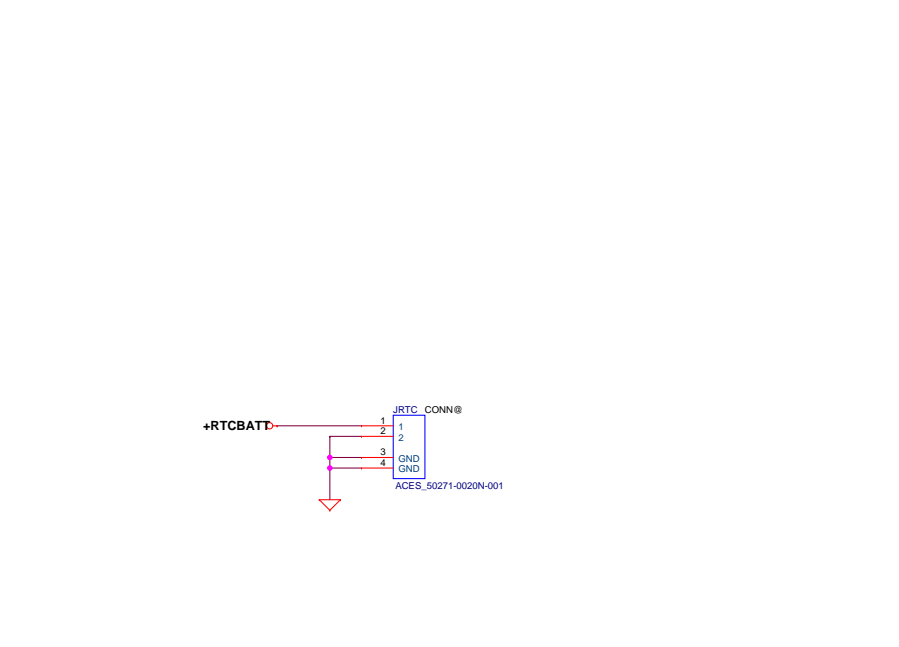 JRTC CONN@
+RTCBATT
1
1
2
2
3
GND
4
GND
ACES_50271-0020N-001